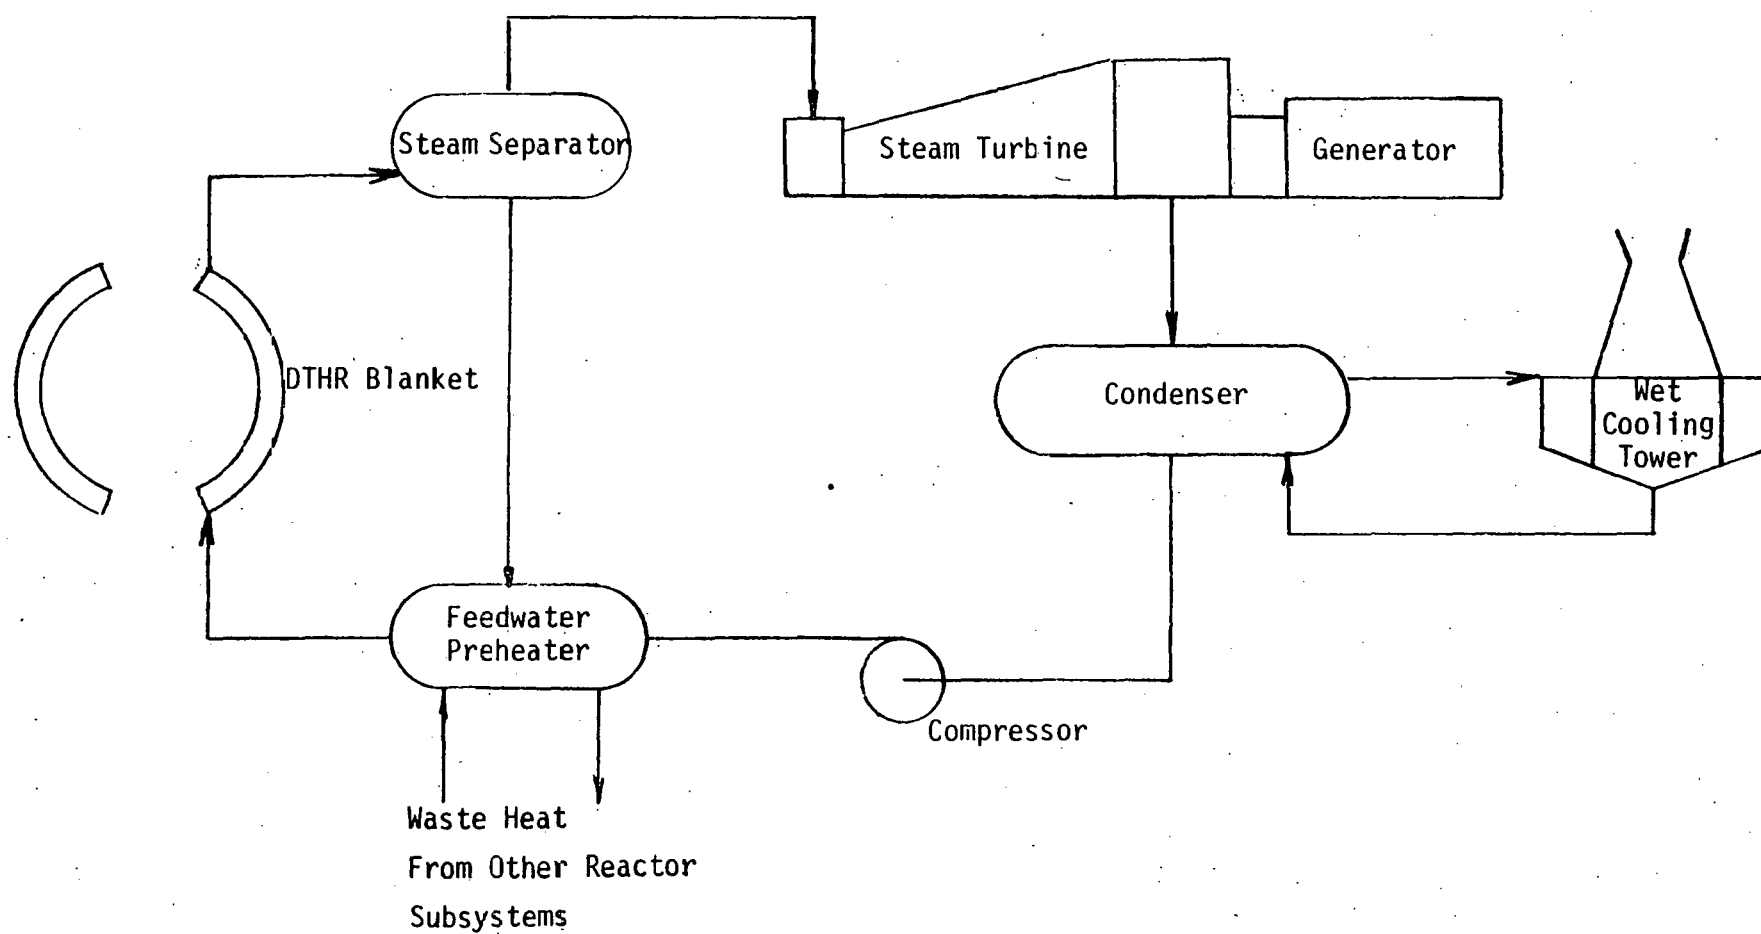 Steam Separator
Steam Turbine
Generator
DTHR Blanket
Condenser
Wet
Cooling
Tower
Feedwater
Preheater
Compressor
Waste Heat
From Other Reactor
Subsystems